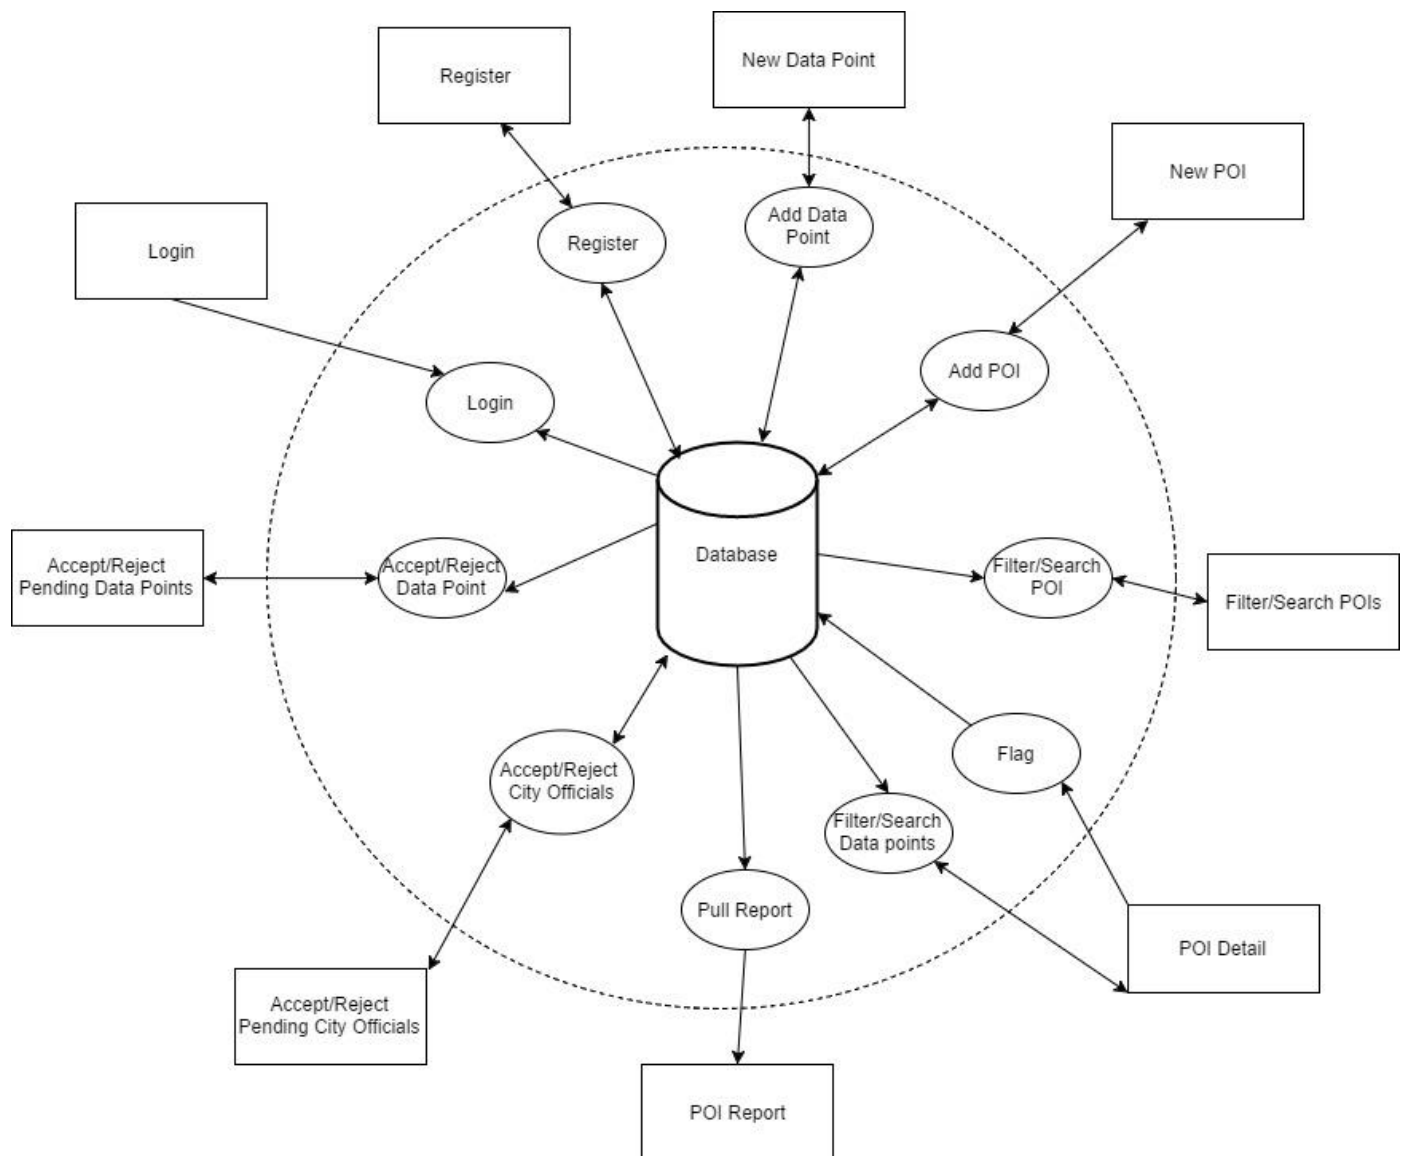 New Data Point
Register
New POI
Add Data
Point
Register
Login
Add POI
Login
Database
Accept/Reject
Pending Data Points
Accept/Reject
Data Point
Filter/Search
POI
Filter/Search POIs
Flag
Accept/Reject
City Officials
Filter/Search
Data points
Pull Report
POI Detail
Accept/Reject
Pending City Officials
POI Report